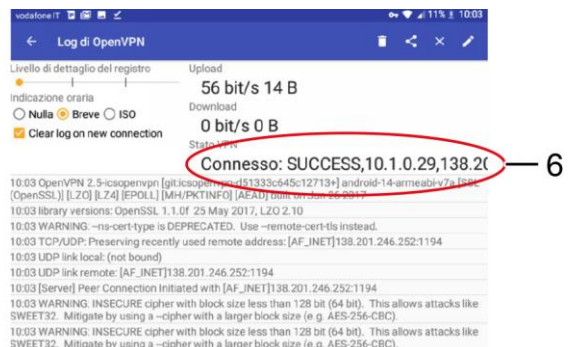 vodafone IT 11% 10:03
Log di OpenVPN
Livello di dettaglio del registro
Upload
56 bit/s 14 B
Indicazione oraria
Download
Nulla Breve ISO
0 bit/s 0 B
Clear log on new connection
Stato VPN
Connesso: SUCCESS,10.1.0.29,138.20
6
10:03 OpenVPN 2.5-icsopenvpn [git:icsopenvpn-d51333c645c12713+] android-14-armeabi-v7a [SSL
(OpenSSL)] [LZO] [LZ4] [EPOLL] [MH/PKTINFO] [AEAD] built on Jun 26 2017
10:03 library versions: OpenSSL 1.1.0f 25 May 2017, LZO 2.10
10:03 WARNING: --ns-cert-type is DEPRECATED. Use --remote-cert-tls instead.
10:03 TCP/UDP: Preserving recently used remote address: [AF_INET]138.201.246.252:1194
10:03 UDP link local: (not bound)
10:03 UDP link remote: [AF_INET]138.201.246.252:1194
10:03 [Server] Peer Connection Initiated with [AF_INET]138.201.246.252:1194
10:03 WARNING: INSECURE cipher with block size less than 128 bit (64 bit). This allows attacks like
SWEET32. Mitigate by using a --cipher with a larger block size (e.g. AES-256-CBC).
10:03 WARNING: INSECURE cipher with block size less than 128 bit (64 bit). This allows attacks like
SWEET32. Mitigate by using a --cipher with a larger block size (e.g. AES-256-CBC).